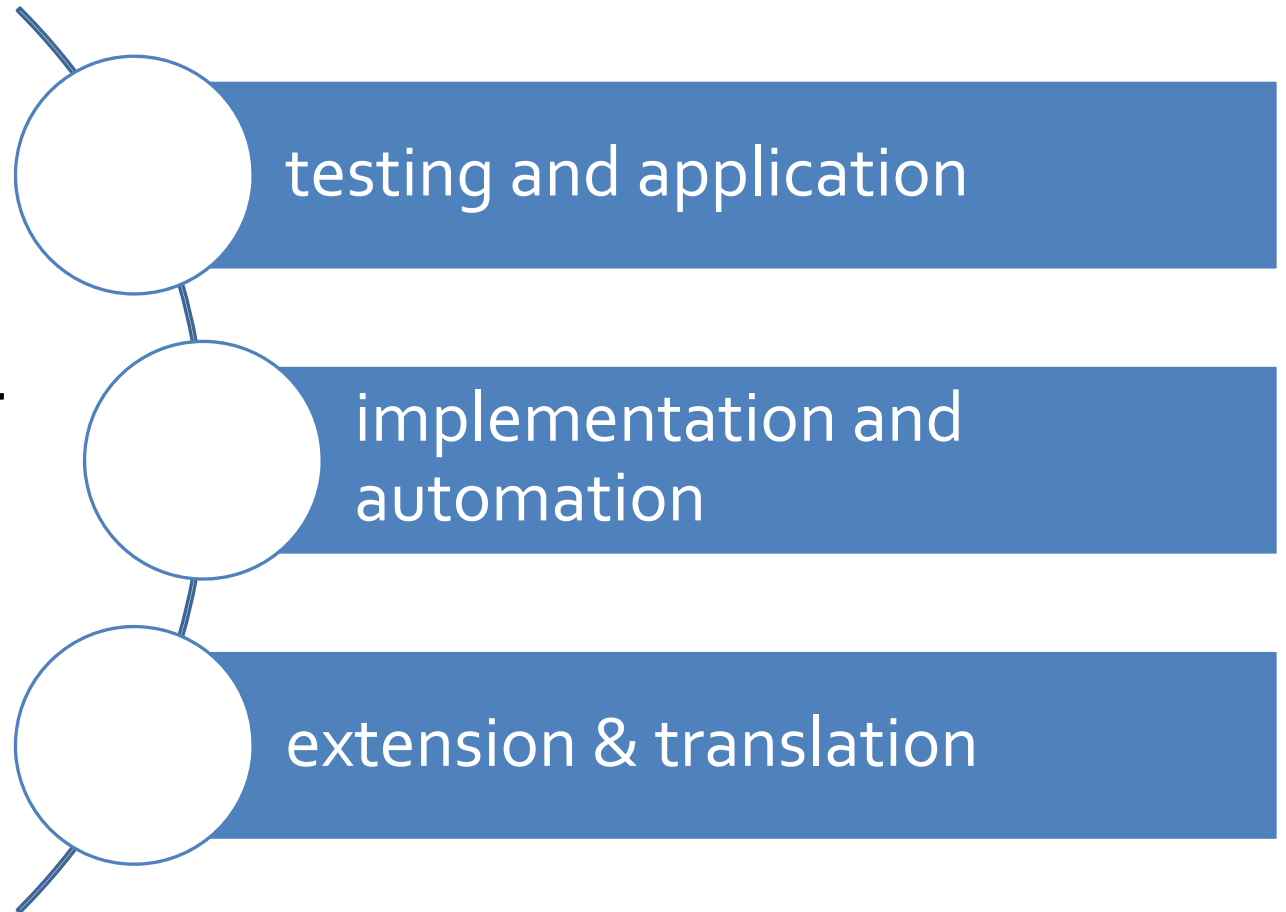 testing and application
implementation and
automation
extension & translation